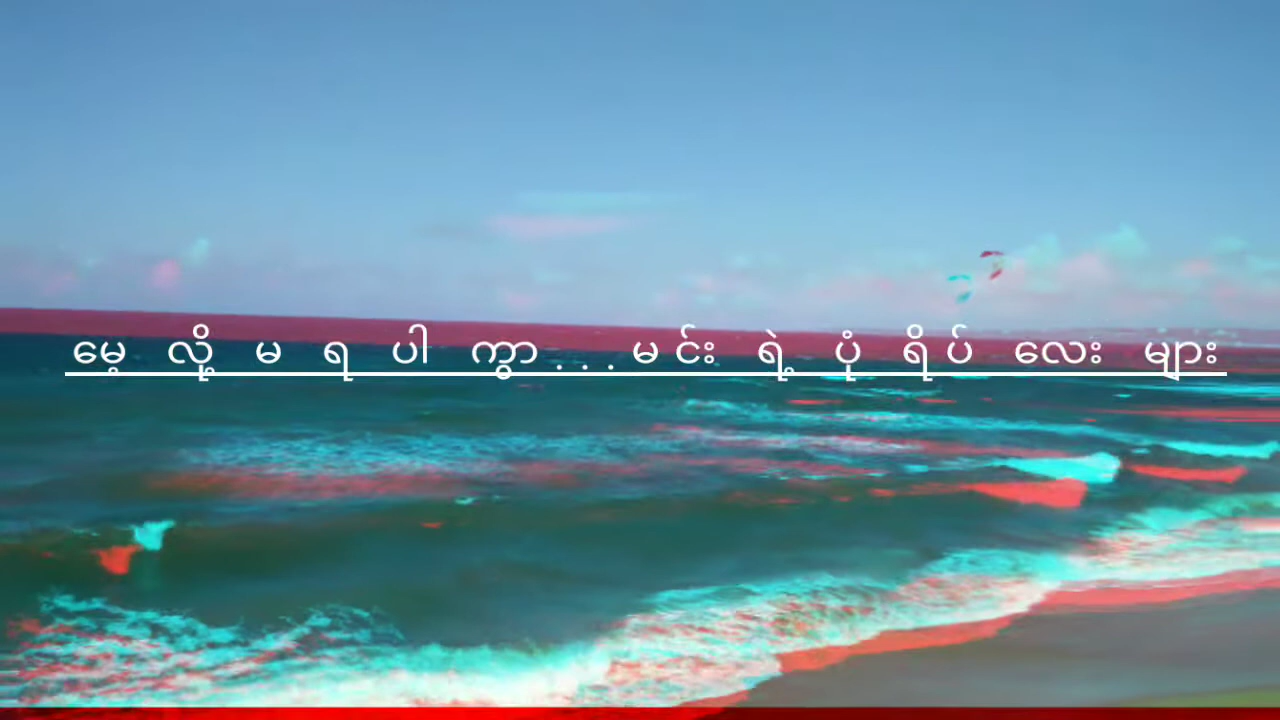 မေ့ လို့ မ ရ ပါ ကွာ . . . မ င်း ရဲ့ ပုံ ရိ ပ် လေး များ